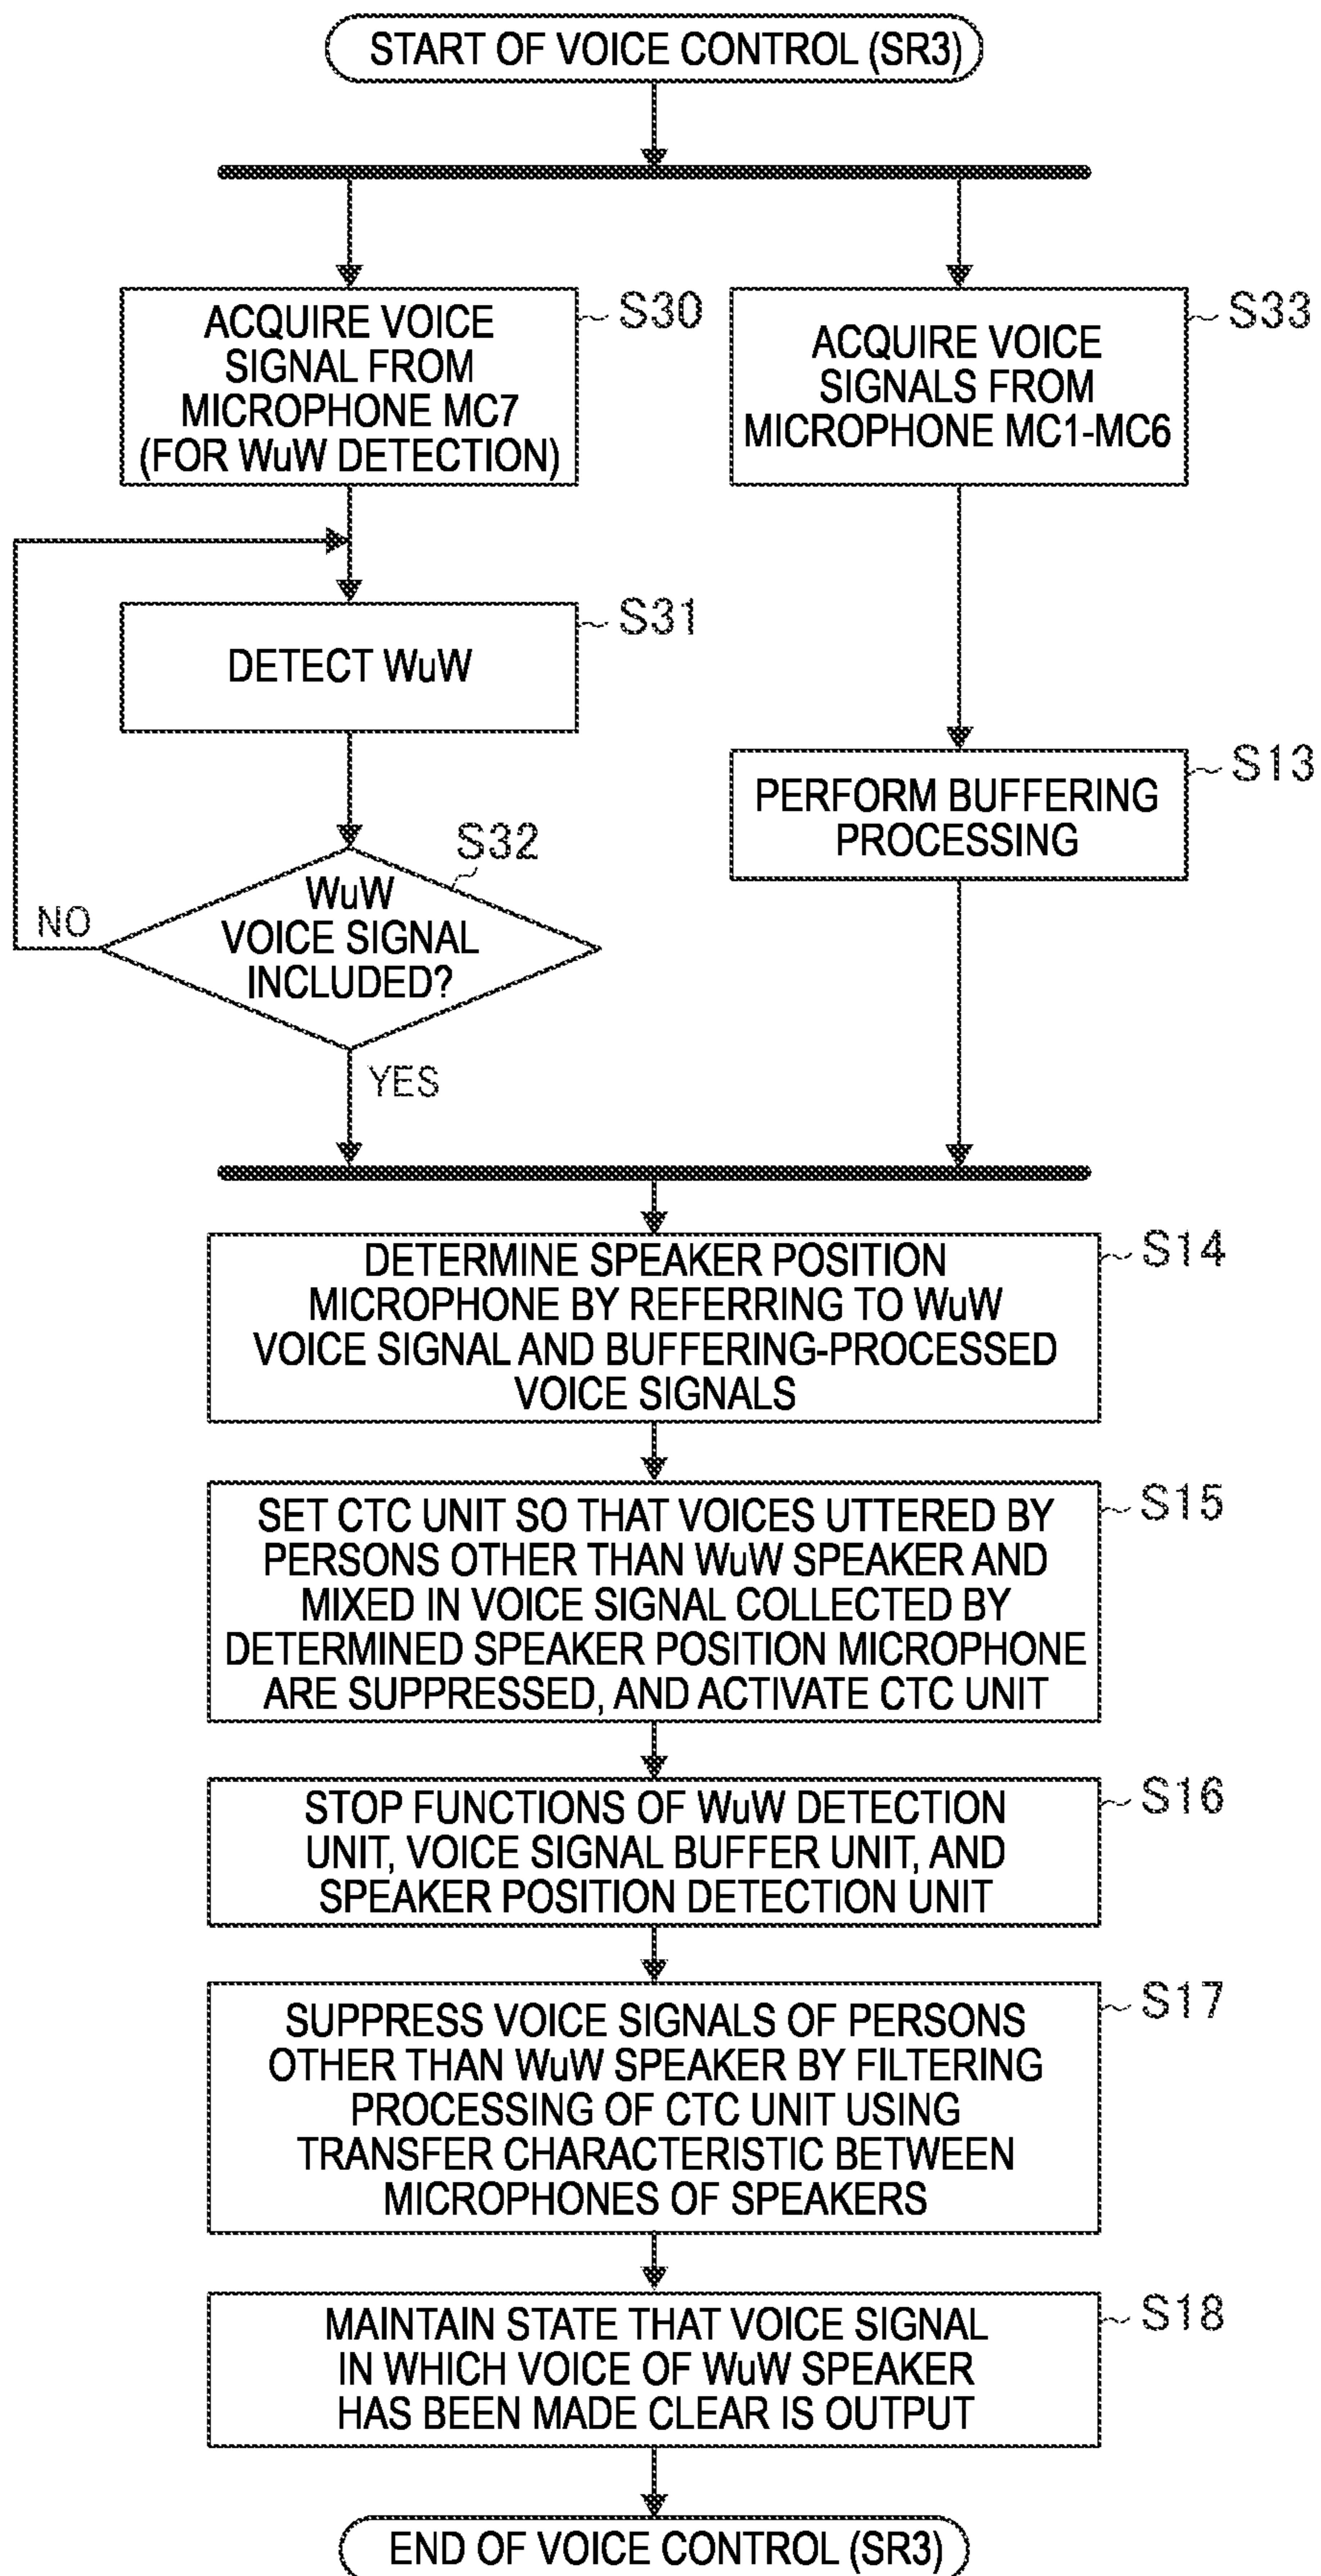 START OF VOICE CONTROL (SR3)
ACQUIRE VOICE
SIGNAL FROM
MICROPHONE MC7
(FOR WuW DETECTION)
S30
ACQUIRE VOICE
SIGNALS FROM
MICROPHONE MC1-MC6
S33
DETECT WuW
S31
PERFORM BUFFERING
PROCESSING
S13
S32
WuW
VOICE SIGNAL
INCLUDED?
NO
YES
DETERMINE SPEAKER POSITION
MICROPHONE BY REFERRING TO WuW
VOICE SIGNAL AND BUFFERING-PROCESSED
VOICE SIGNALS
S14
SET CTC UNIT SO THAT VOICES UTTERED BY
PERSONS OTHER THAN WuW SPEAKER AND
MIXED IN VOICE SIGNAL COLLECTED BY
DETERMINED SPEAKER POSITION MICROPHONE
ARE SUPPRESSED, AND ACTIVATE CTC UNIT
S15
STOP FUNCTIONS OF WuW DETECTION
UNIT, VOICE SIGNAL BUFFER UNIT, AND
SPEAKER POSITION DETECTION UNIT
S16
SUPPRESS VOICE SIGNALS OF PERSONS
OTHER THAN WuW SPEAKER BY FILTERING
PROCESSING OF CTC UNIT USING
TRANSFER CHARACTERISTIC BETWEEN
MICROPHONES OF SPEAKERS
S17
MAINTAIN STATE THAT VOICE SIGNAL
IN WHICH VOICE OF WuW SPEAKER
HAS BEEN MADE CLEAR IS OUTPUT
S18
END OF VOICE CONTROL (SR3)